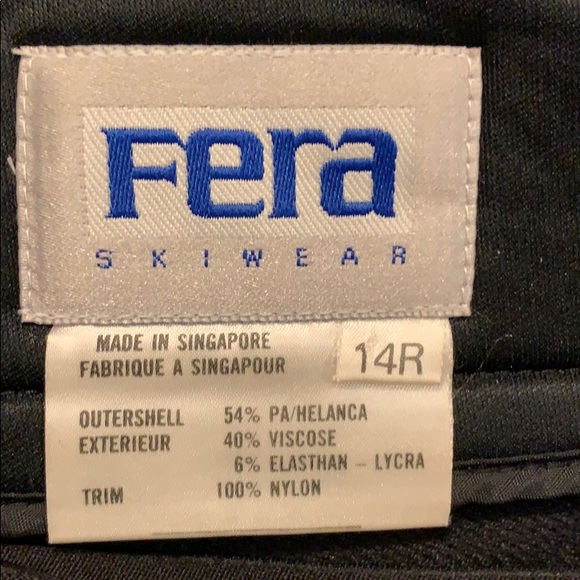 Fera
SKIWEAR
MADE IN SINGAPORE
FABRIQUE A SINGAPOUR
14R
OUTERSHELL 54% PA/HELANCA
EXTERIEUR 40% VISCOSE
6% ELASTHAN - LYCRA
TRIM 100% NYLON